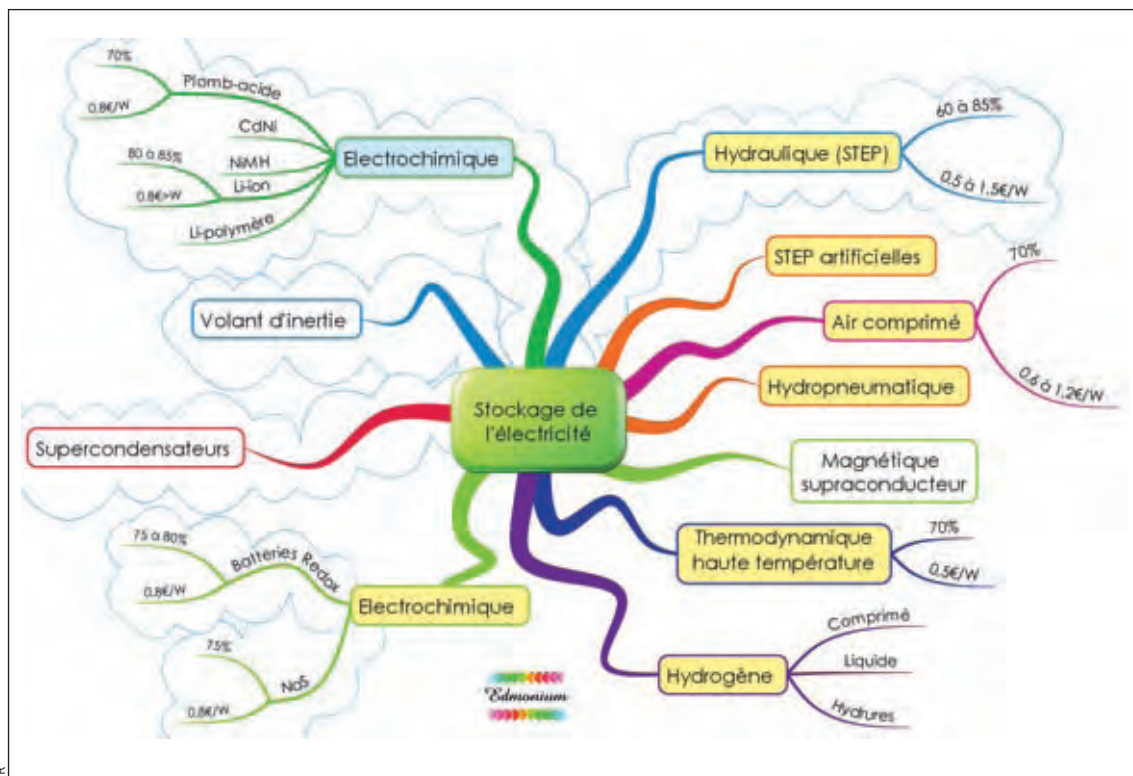 70%
Plomb-acide
0.8€/W
CdNi
80 à 85%
NiMH
Li-ion
0.8€>W
Li-polymère
Electrochimique
60 à 85%
Hydraulique (STEP)
0.5 à 1.5€/W
STEP artificielles
70%
Air comprimé
0.6 à 1.2€/W
Volant d'inertie
Hydropneumatique
Stockage de
l'électricité
Supercondensateurs
Magnétique
supraconducteur
Thermodynamique
haute température
70%
0.5€/W
75 à 80%
Batteries Redox
0.8€/W
Electrochimique
75%
NaS
0.8€/W
Comprimé
Hydrogène
Liquide
Hydrures
Edmonium